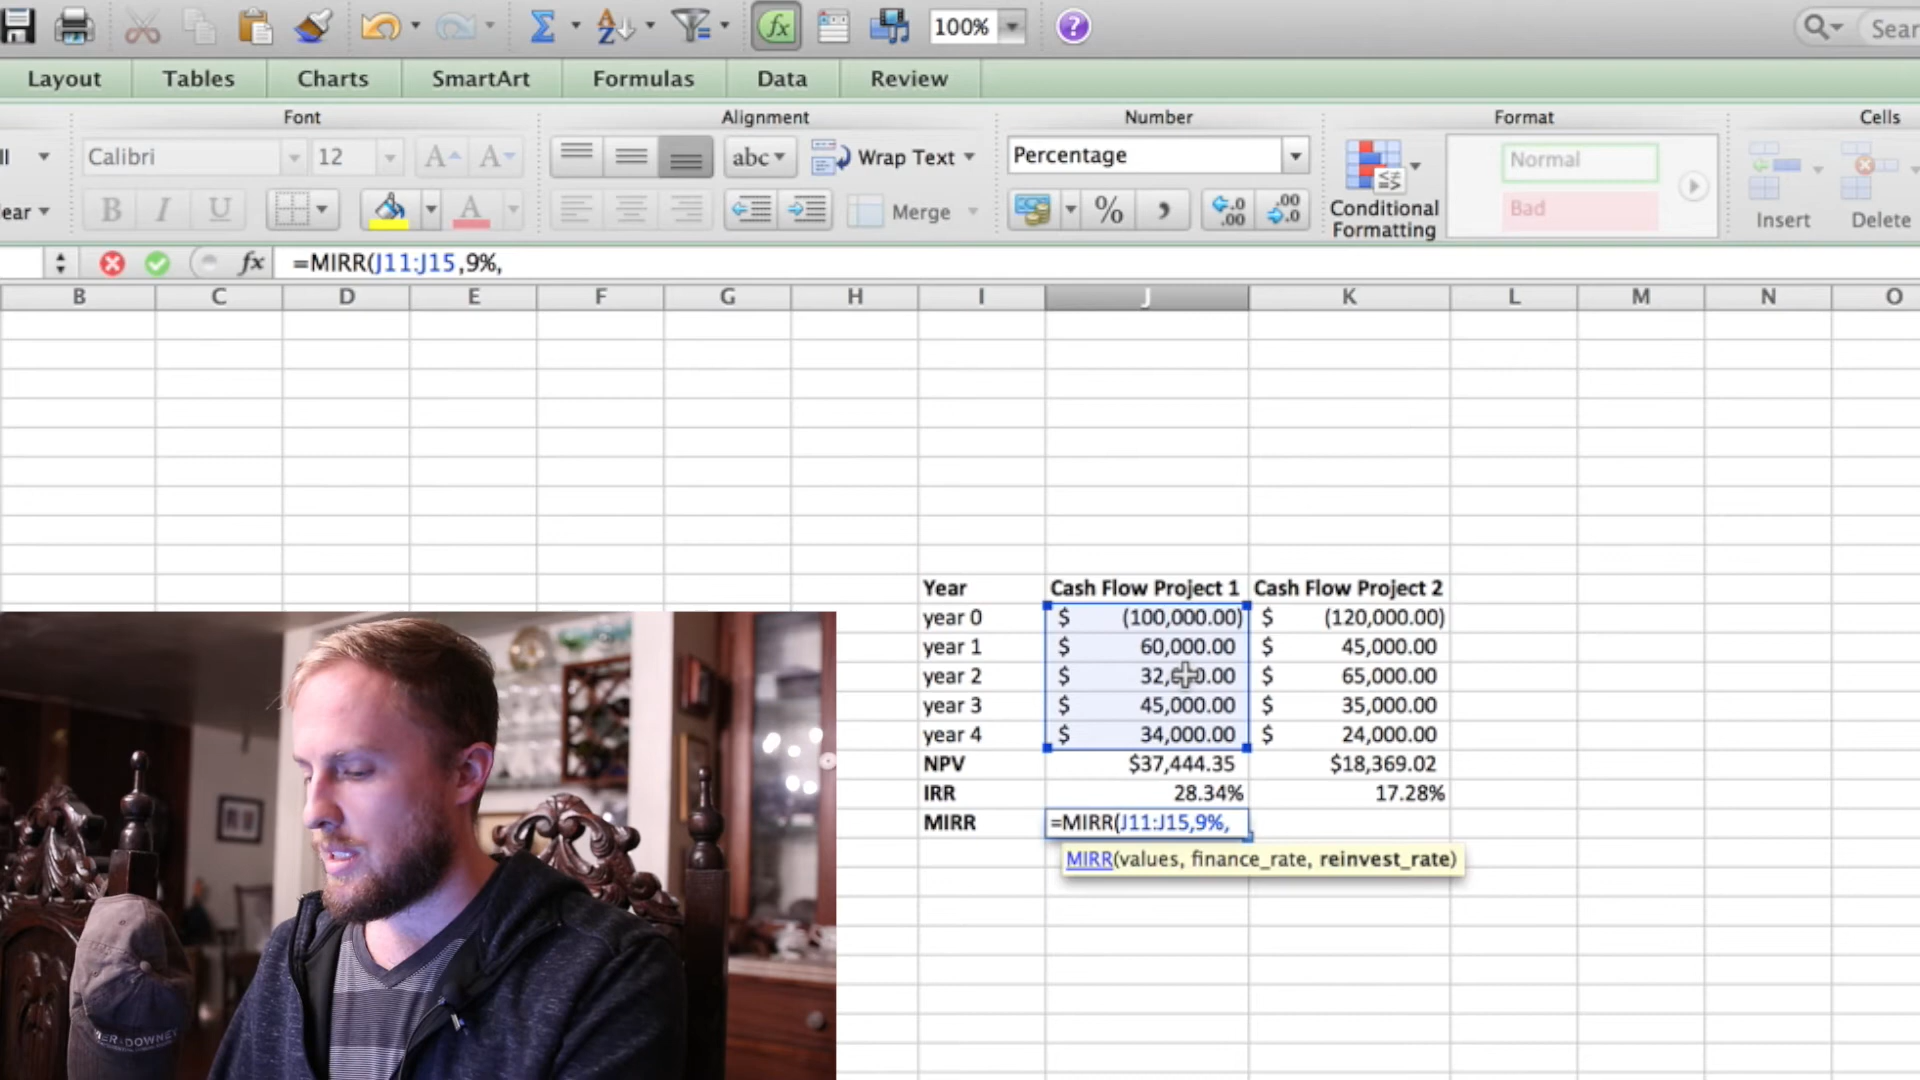 100%
Sear
Layout Tables Charts SmartArt Formulas Data Review
Font Alignment Number Format Cells
Calibri 12 abc Wrap Text Percentage Normal
B I U A Merge % Conditional Formatting Bad Insert Delete
fx =MIRR(J11:J15,9%,
B C D E F G H I J K L M N O
Year Cash Flow Project 1 Cash Flow Project 2
year 0 $ (100,000.00) $ (120,000.00)
year 1 $ 60,000.00 $ 45,000.00
year 2 $ $ 65,000.00
year 3 $ 45,000.00 $ 35,000.00
year 4 $ 34,000.00 $ 24,000.00
NPV $37,444.35 $18,369.02
IRR 28.34% 17.28%
MIRR =MIRR(J11:J15,9%,
MIRR(values, finance_rate, reinvest_rate)